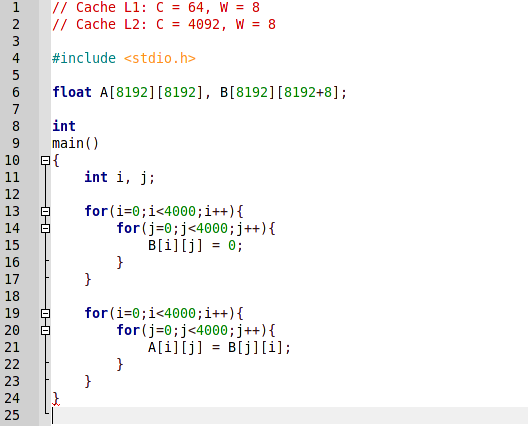 1 // Cache L1: C = 64, W = 8
2 // Cache L2: C = 4092, W = 8
3
4 #include <stdio.h>
5
6 float A[8192][8192], B[8192][8192+8];
7
8 int
9 main()
10 {
11 int i, j;
12
13 for(i=0;i<4000;i++){
14 for(j=0;j<4000;j++){
15 B[i][j] = 0;
16 }
17 }
18
19 for(i=0;i<4000;i++){
20 for(j=0;j<4000;j++){
21 A[i][j] = B[j][i];
22 }
23 }
24 }
25